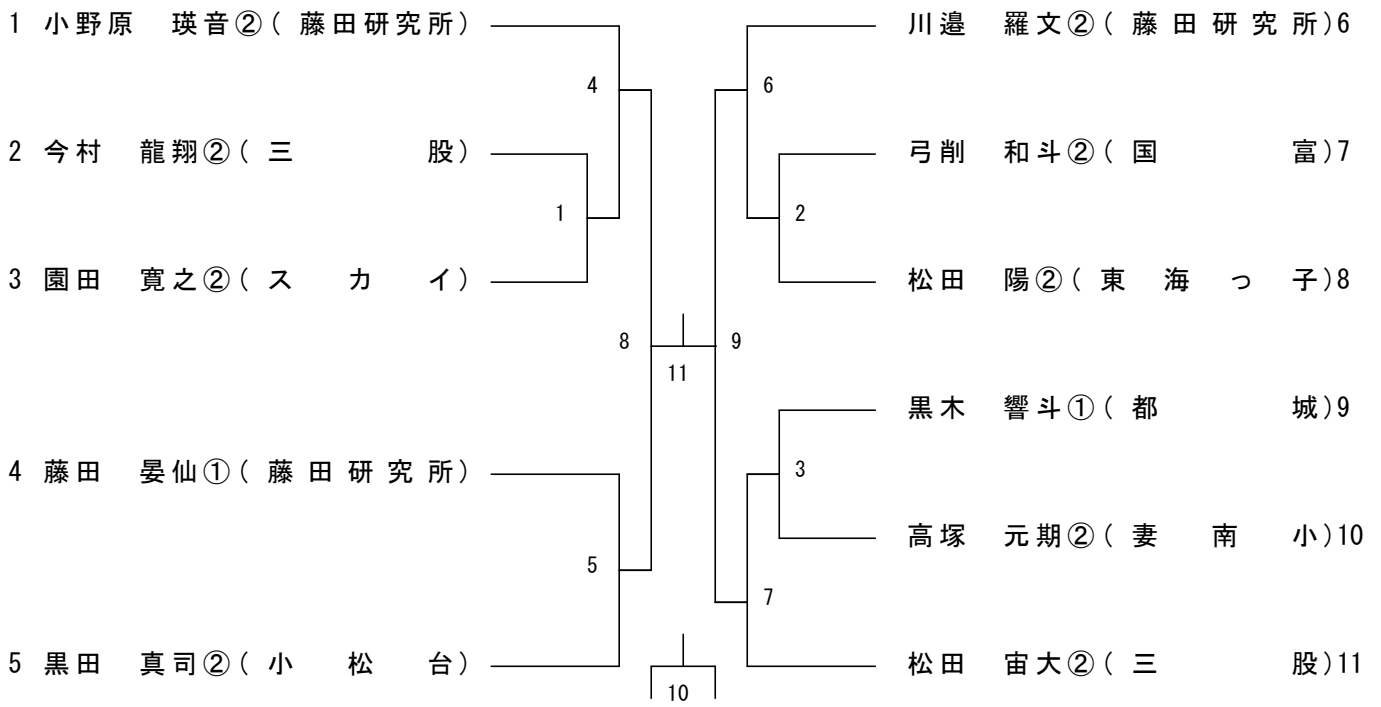 1 小野原 瑛音②(藤田研究所)
川邉 羅文②(藤田研究所)6
4
6
2 今村 龍翔②(三股)
弓削 和斗②(国富)7
1
2
3 園田 寛之②(スカイ)
松田 陽②(東海っ子)8
8
9
11
黒木 響斗①(都城)9
4 藤田 晏仙①(藤田研究所)
3
高塚 元期②(妻南小)10
5
7
5 黒田 真司②(小松台)
松田 宙大②(三股)11
10